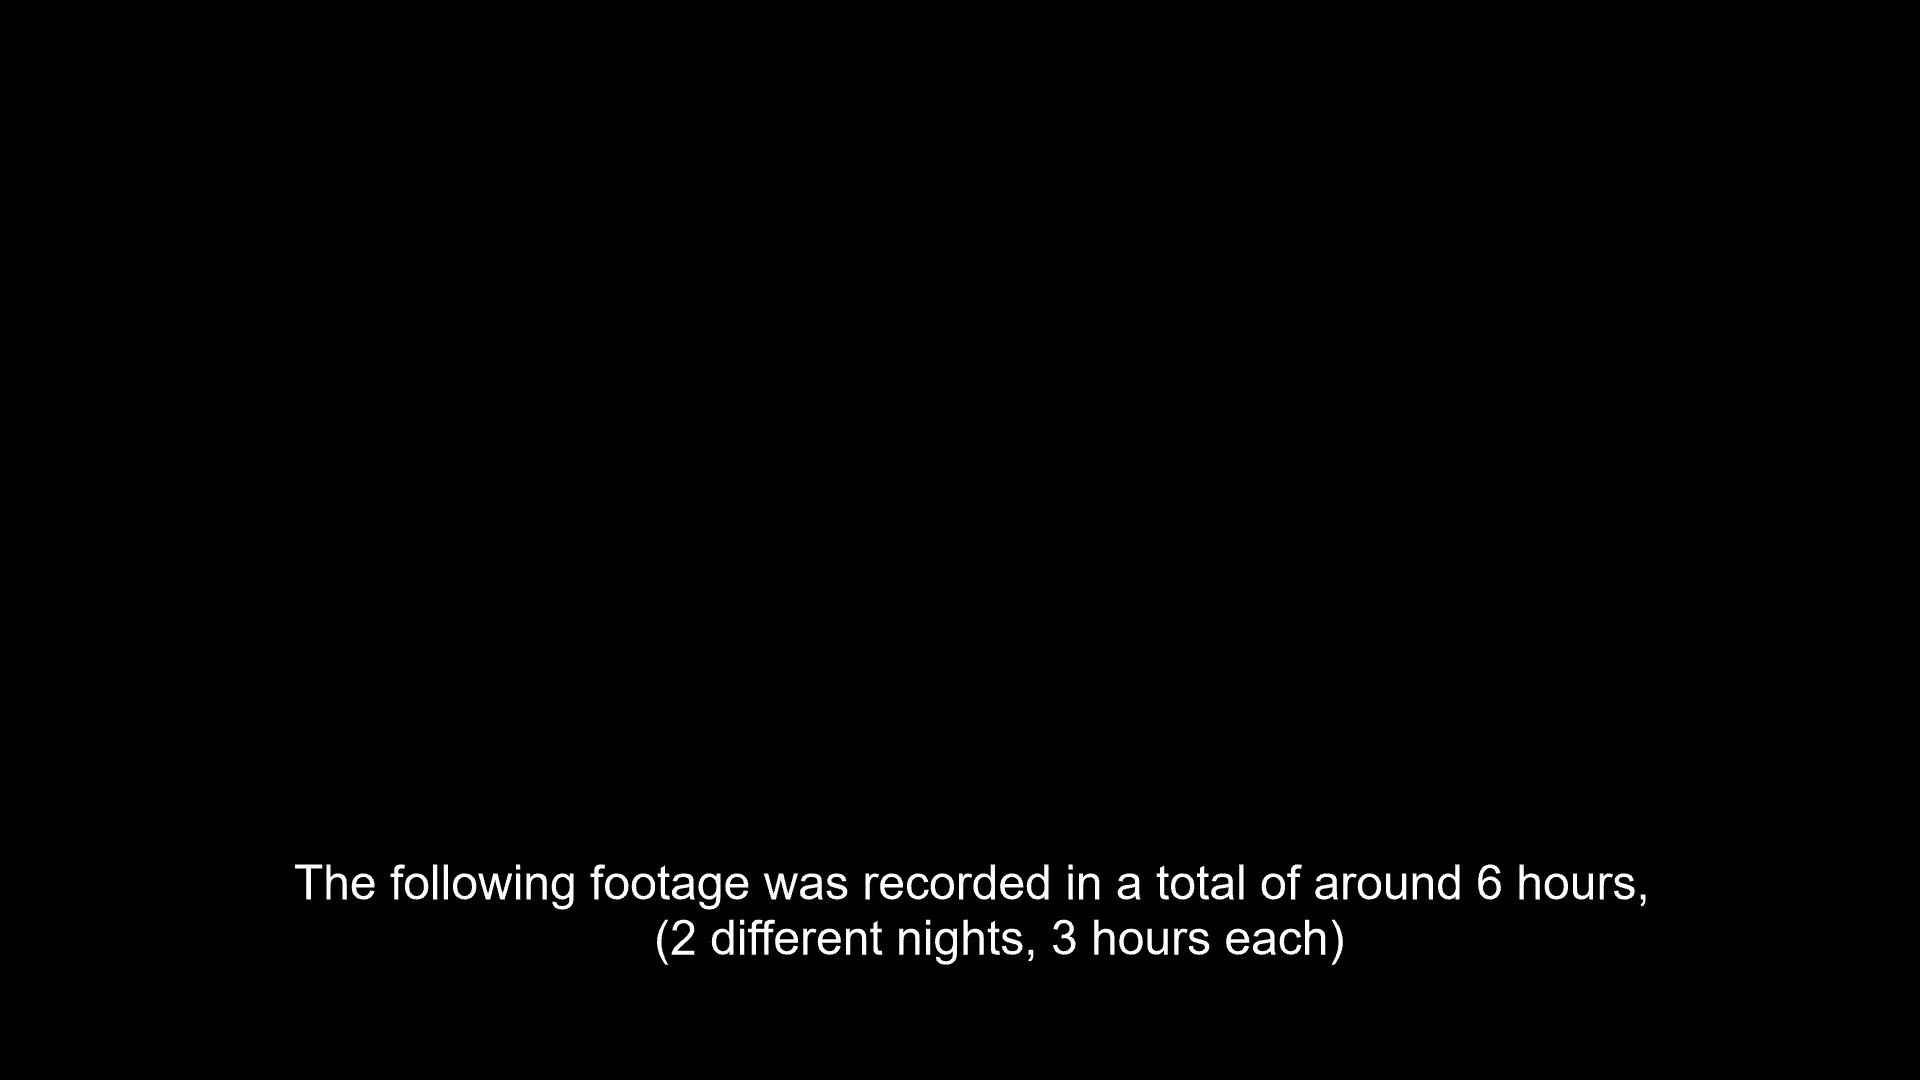 The following footage was recorded in a total of around 6 hours,
(2 different nights, 3 hours each)